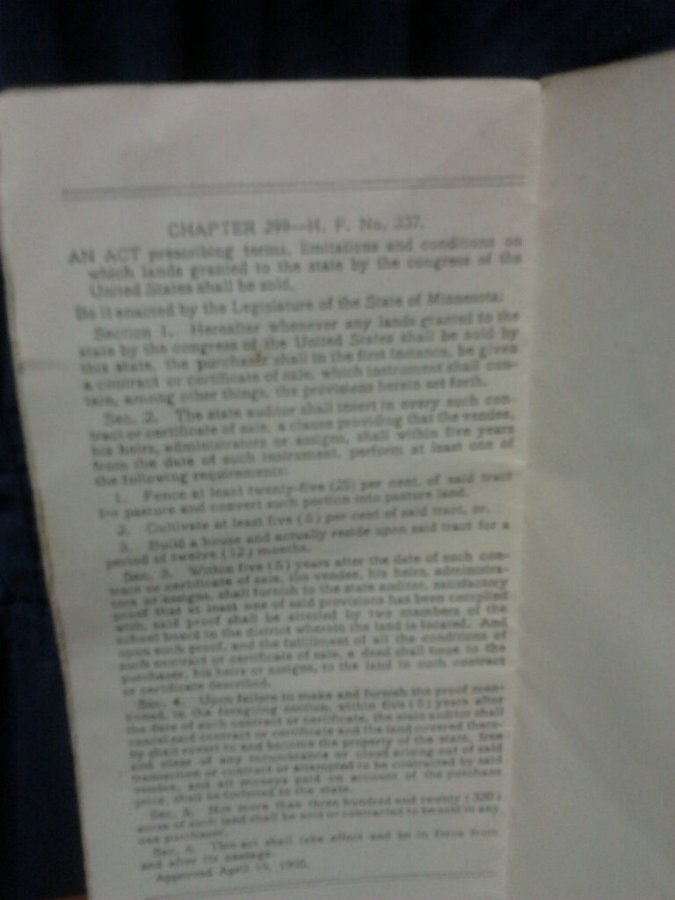 CHAPTER 299—H. F. No. 337.
AN ACT prescribing terms, limitations and conditions on
which lands granted to the state by the congress of the
United States shall be sold.
Be it enacted by the Legislature of the State of Minnesota:
Section 1. Hereafter whenever any lands granted to the
state by the congress of the United States shall be sold by
this state, the purchaser shall in the first instance, be given
a contract or certificate of sale, which instrument shall con-
tain, among other things, the provisions herein set forth.
Sec. 2. The state auditor shall insert in every such con-
tract or certificate of sale, a clause providing that the vendee,
his heirs, administrators or assigns, shall within five years
from the date of such instrument, perform at least one of
the following requirements:
1. Fence at least twenty-five (25) per cent. of said tract
for pasture and convert such portion into pasture land.
2. Cultivate at least five (5) per cent of said tract, or,
3. Build a house and actually reside upon said tract for a
period of twelve (12) months.
Sec. 3. Within five (5) years after the date of such con-
tract or certificate of sale, the vendee, his heirs, administra-
tors or assigns, shall furnish to the state auditor, satisfactory
proof that at least one of said provisions has been complied
with, said proof shall be attested by two members of the
school board in the district wherein the land is located. And
upon such proof, and the fulfillment of all the conditions of
such contract or certificate of sale, a deed shall issue to the
purchaser, his heirs or assigns, to the land in such contract
or certificate described.
Sec. 4. Upon failure to make and furnish the proof men-
tioned, in the foregoing section, within five (5) years after
the date of such contract or certificate, the state auditor shall
cancel said contract or certificate and the land covered there-
by shall revert to and become the property of the state, free
and clear of any incumbrance or cloud arising out of said
transaction or contract or attempted to be contracted by said
vendee, and all moneys paid on account of the purchase
price, shall be forfeited to the state.
Sec. 5. Not more than three hundred and twenty (320)
acres of such land shall be sold or contracted to be sold to any
one purchaser.
Sec. 6. This act shall take effect and be in force from
and after its passage.
Approved April 15, 1905.